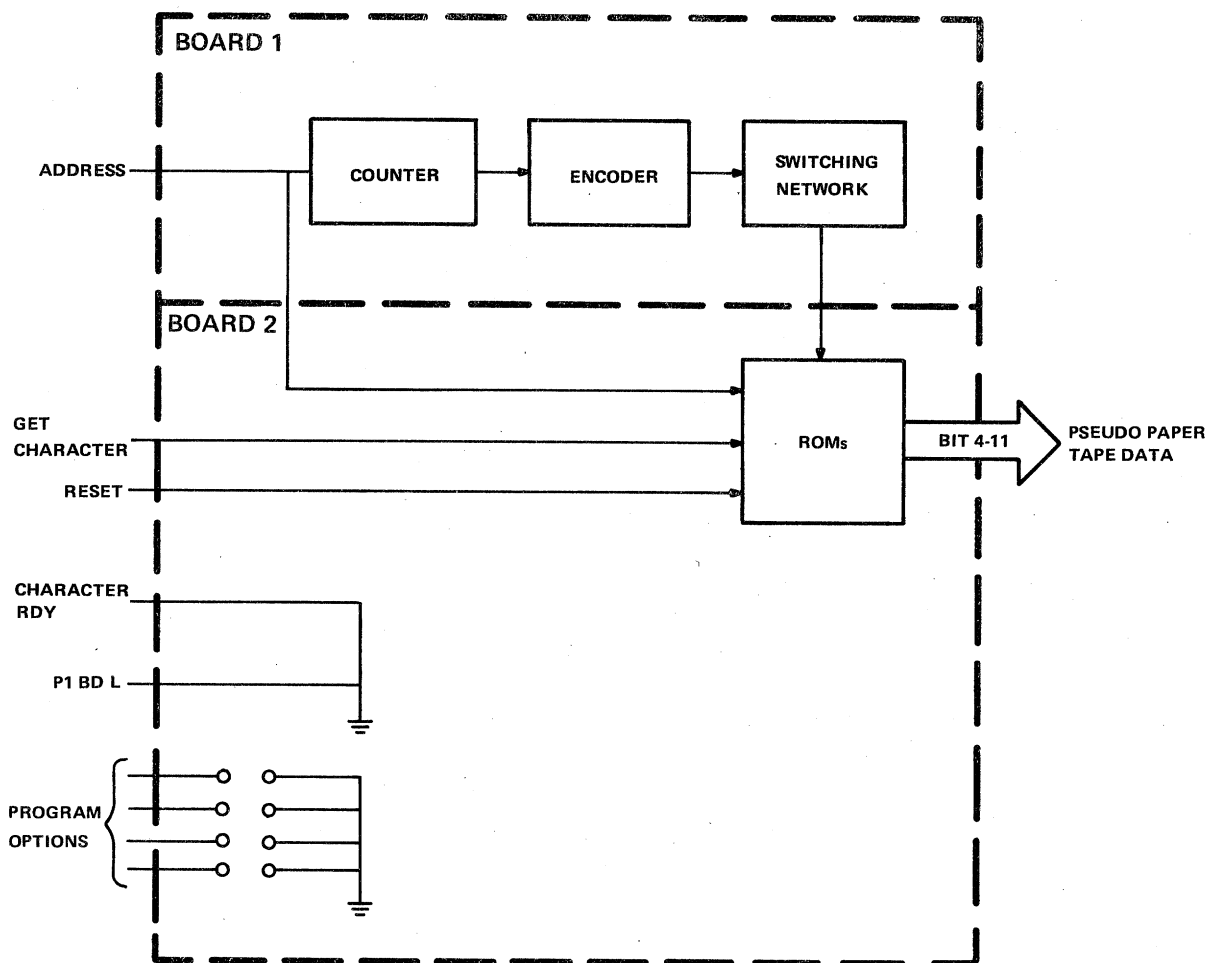 BOARD 1
ADDRESS
COUNTER
ENCODER
SWITCHING
NETWORK
BOARD 2
GET
CHARACTER
RESET
ROMs
BIT 4-11
PSEUDO PAPER
TAPE DATA
CHARACTER
RDY
P1 BD L
PROGRAM
OPTIONS